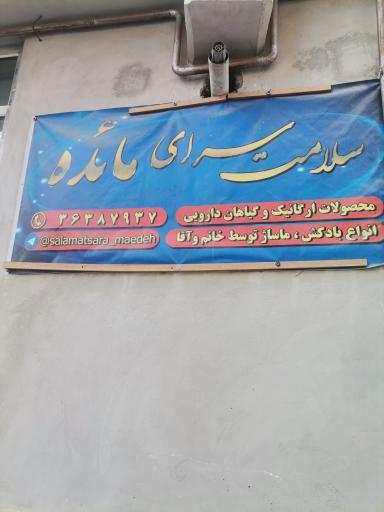 سلامت سرای مائده
محصولات ارگانیک و گیاهان دارویی
۳۶۳۸۷۹۳۷
انواع بادکش ، ماساژ توسط خانم و آقا
@salamatsara_maedeh